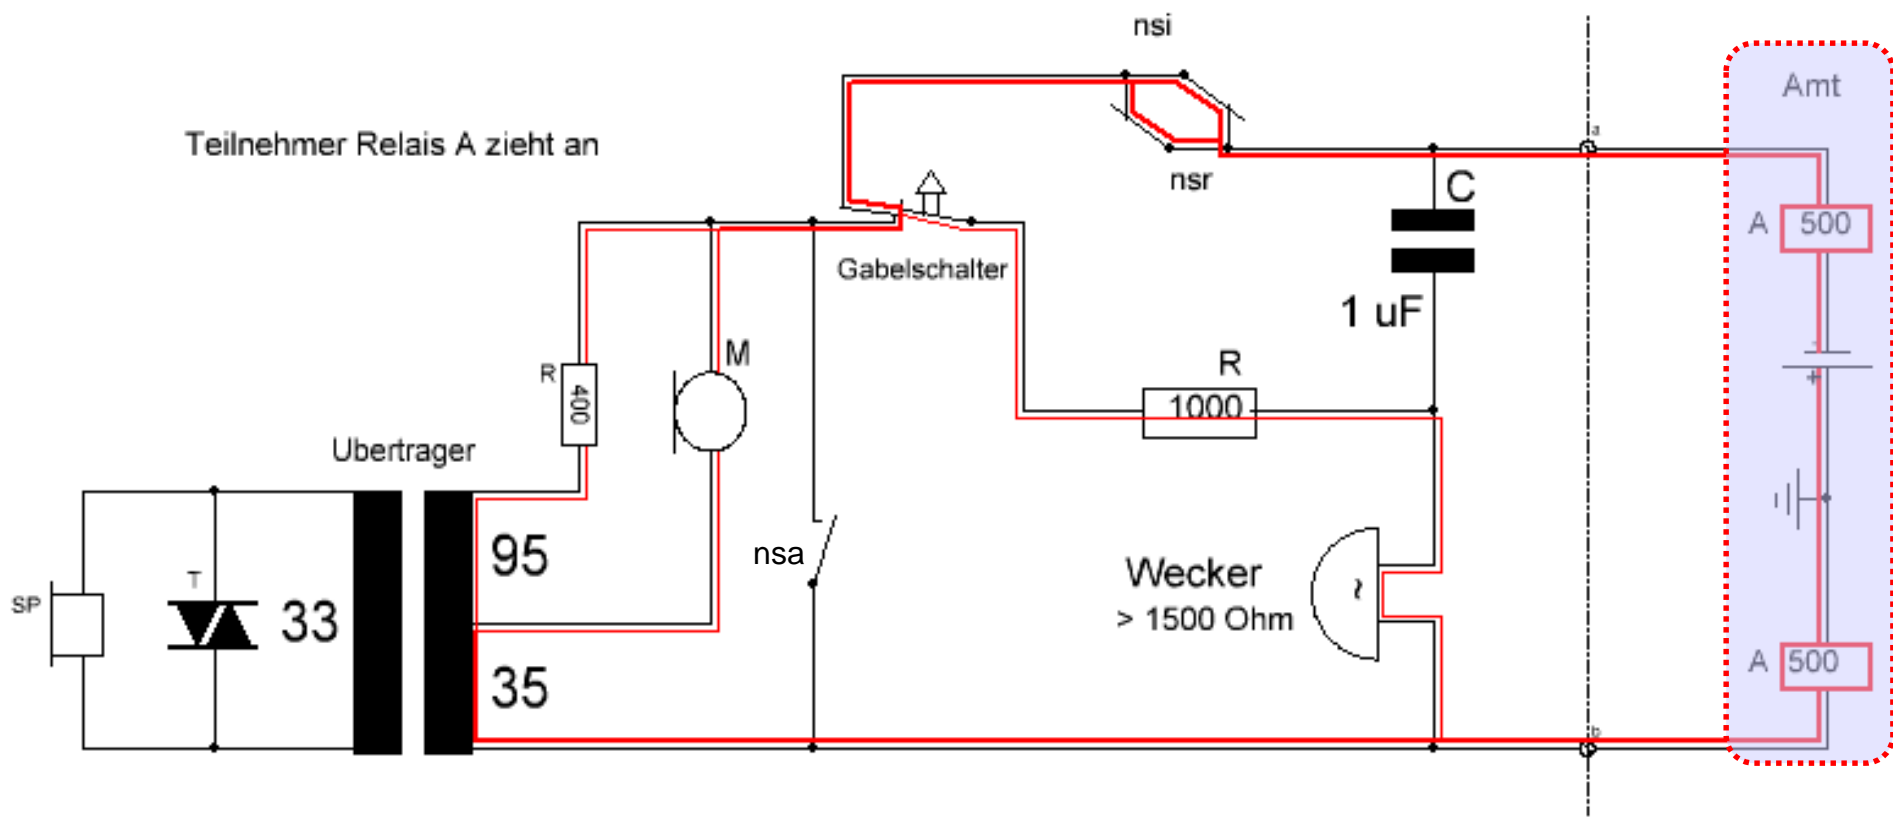 nsi
Amt
Teilnehmer Relais A zieht an
a
nsr
C
A 500
Gabelschalter
1 uF
-
+
M
R
400
R
1000
Ubertrager
95
nsa
T
SP
33
Wecker
> 1500 Ohm
~
35
A 500
b